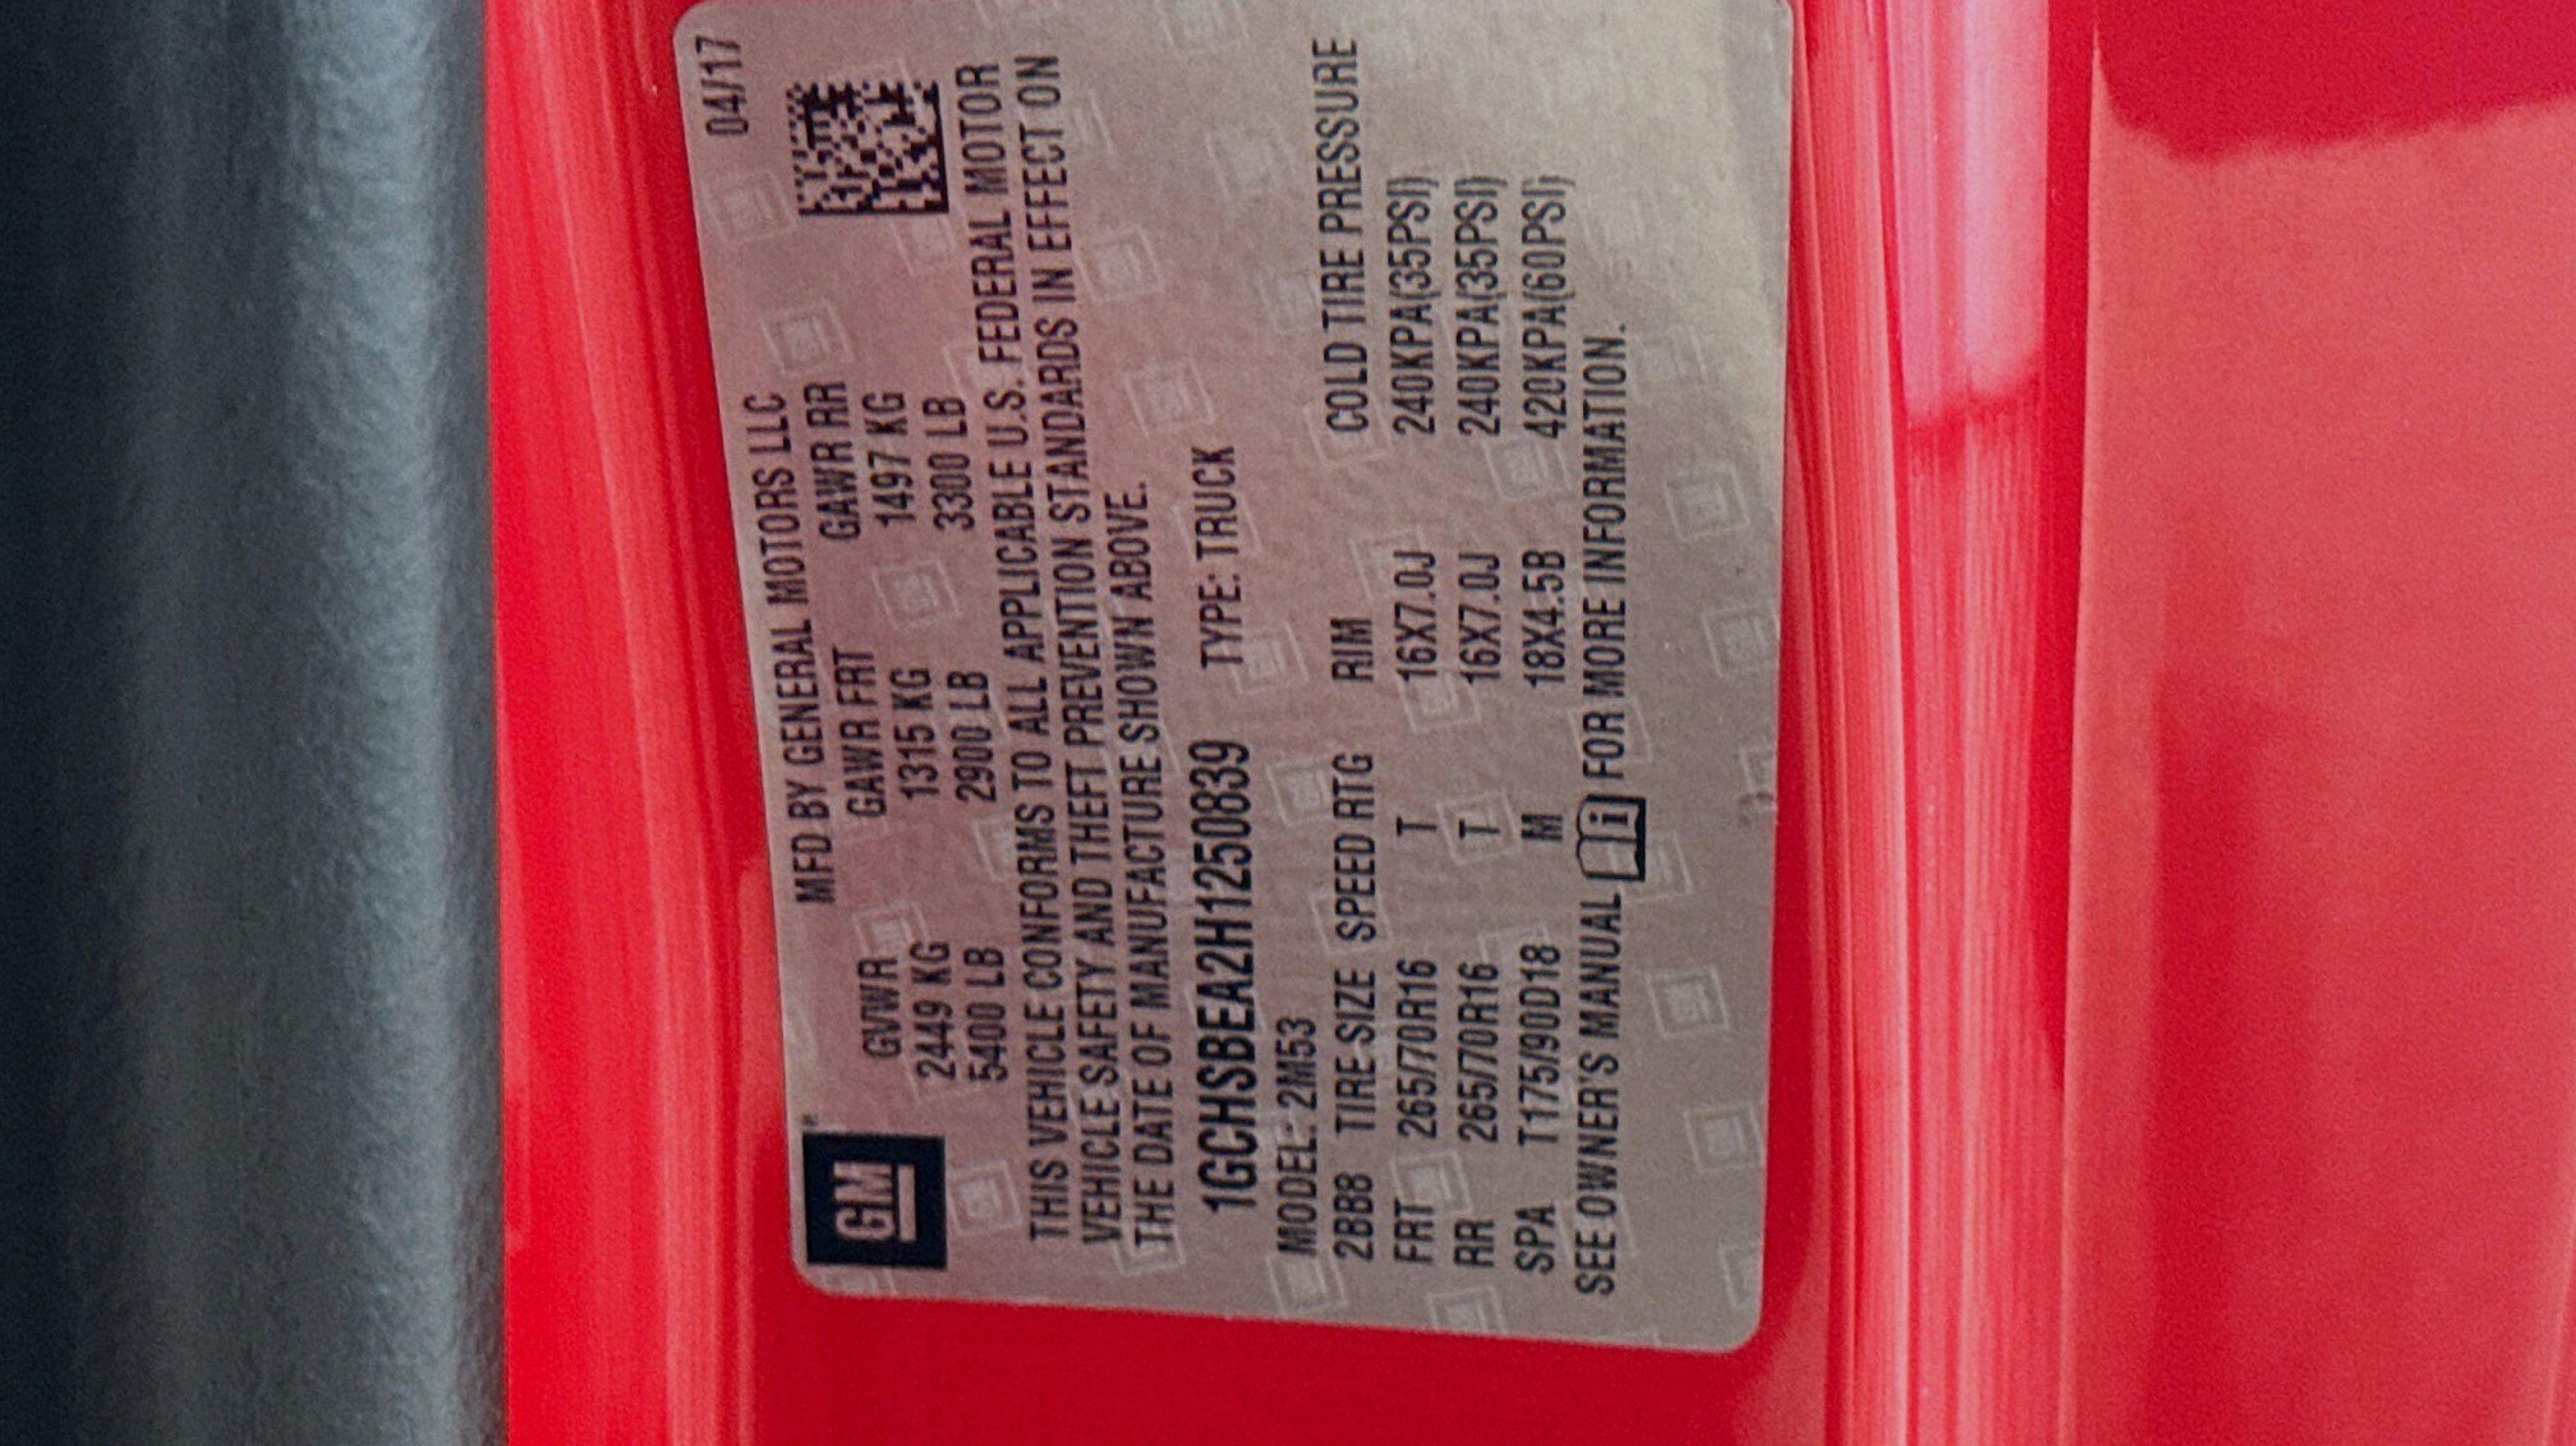 04/17
GM
MFD BY GENERAL MOTORS LLC
GVWR GAWR FRT GAWR RR
2449 KG 1315 KG 1497 KG
5400 LB 2900 LB 3300 LB
THIS VEHICLE CONFORMS TO ALL APPLICABLE U.S. FEDERAL MOTOR
VEHICLE SAFETY AND THEFT PREVENTION STANDARDS IN EFFECT ON
THE DATE OF MANUFACTURE SHOWN ABOVE.
1GCHSBEA2H1250839 TYPE: TRUCK
MODEL: 2M53
2BBB TIRE SIZE SPEED RTG RIM COLD TIRE PRESSURE
FRT 265/70R16 T 16X7.0J 240KPA(35PSI)
RR 265/70R16 T 16X7.0J 240KPA(35PSI)
SPA T175/90D18 M 18X4.5B 420KPA(60PSI)
SEE OWNER'S MANUAL i FOR MORE INFORMATION.